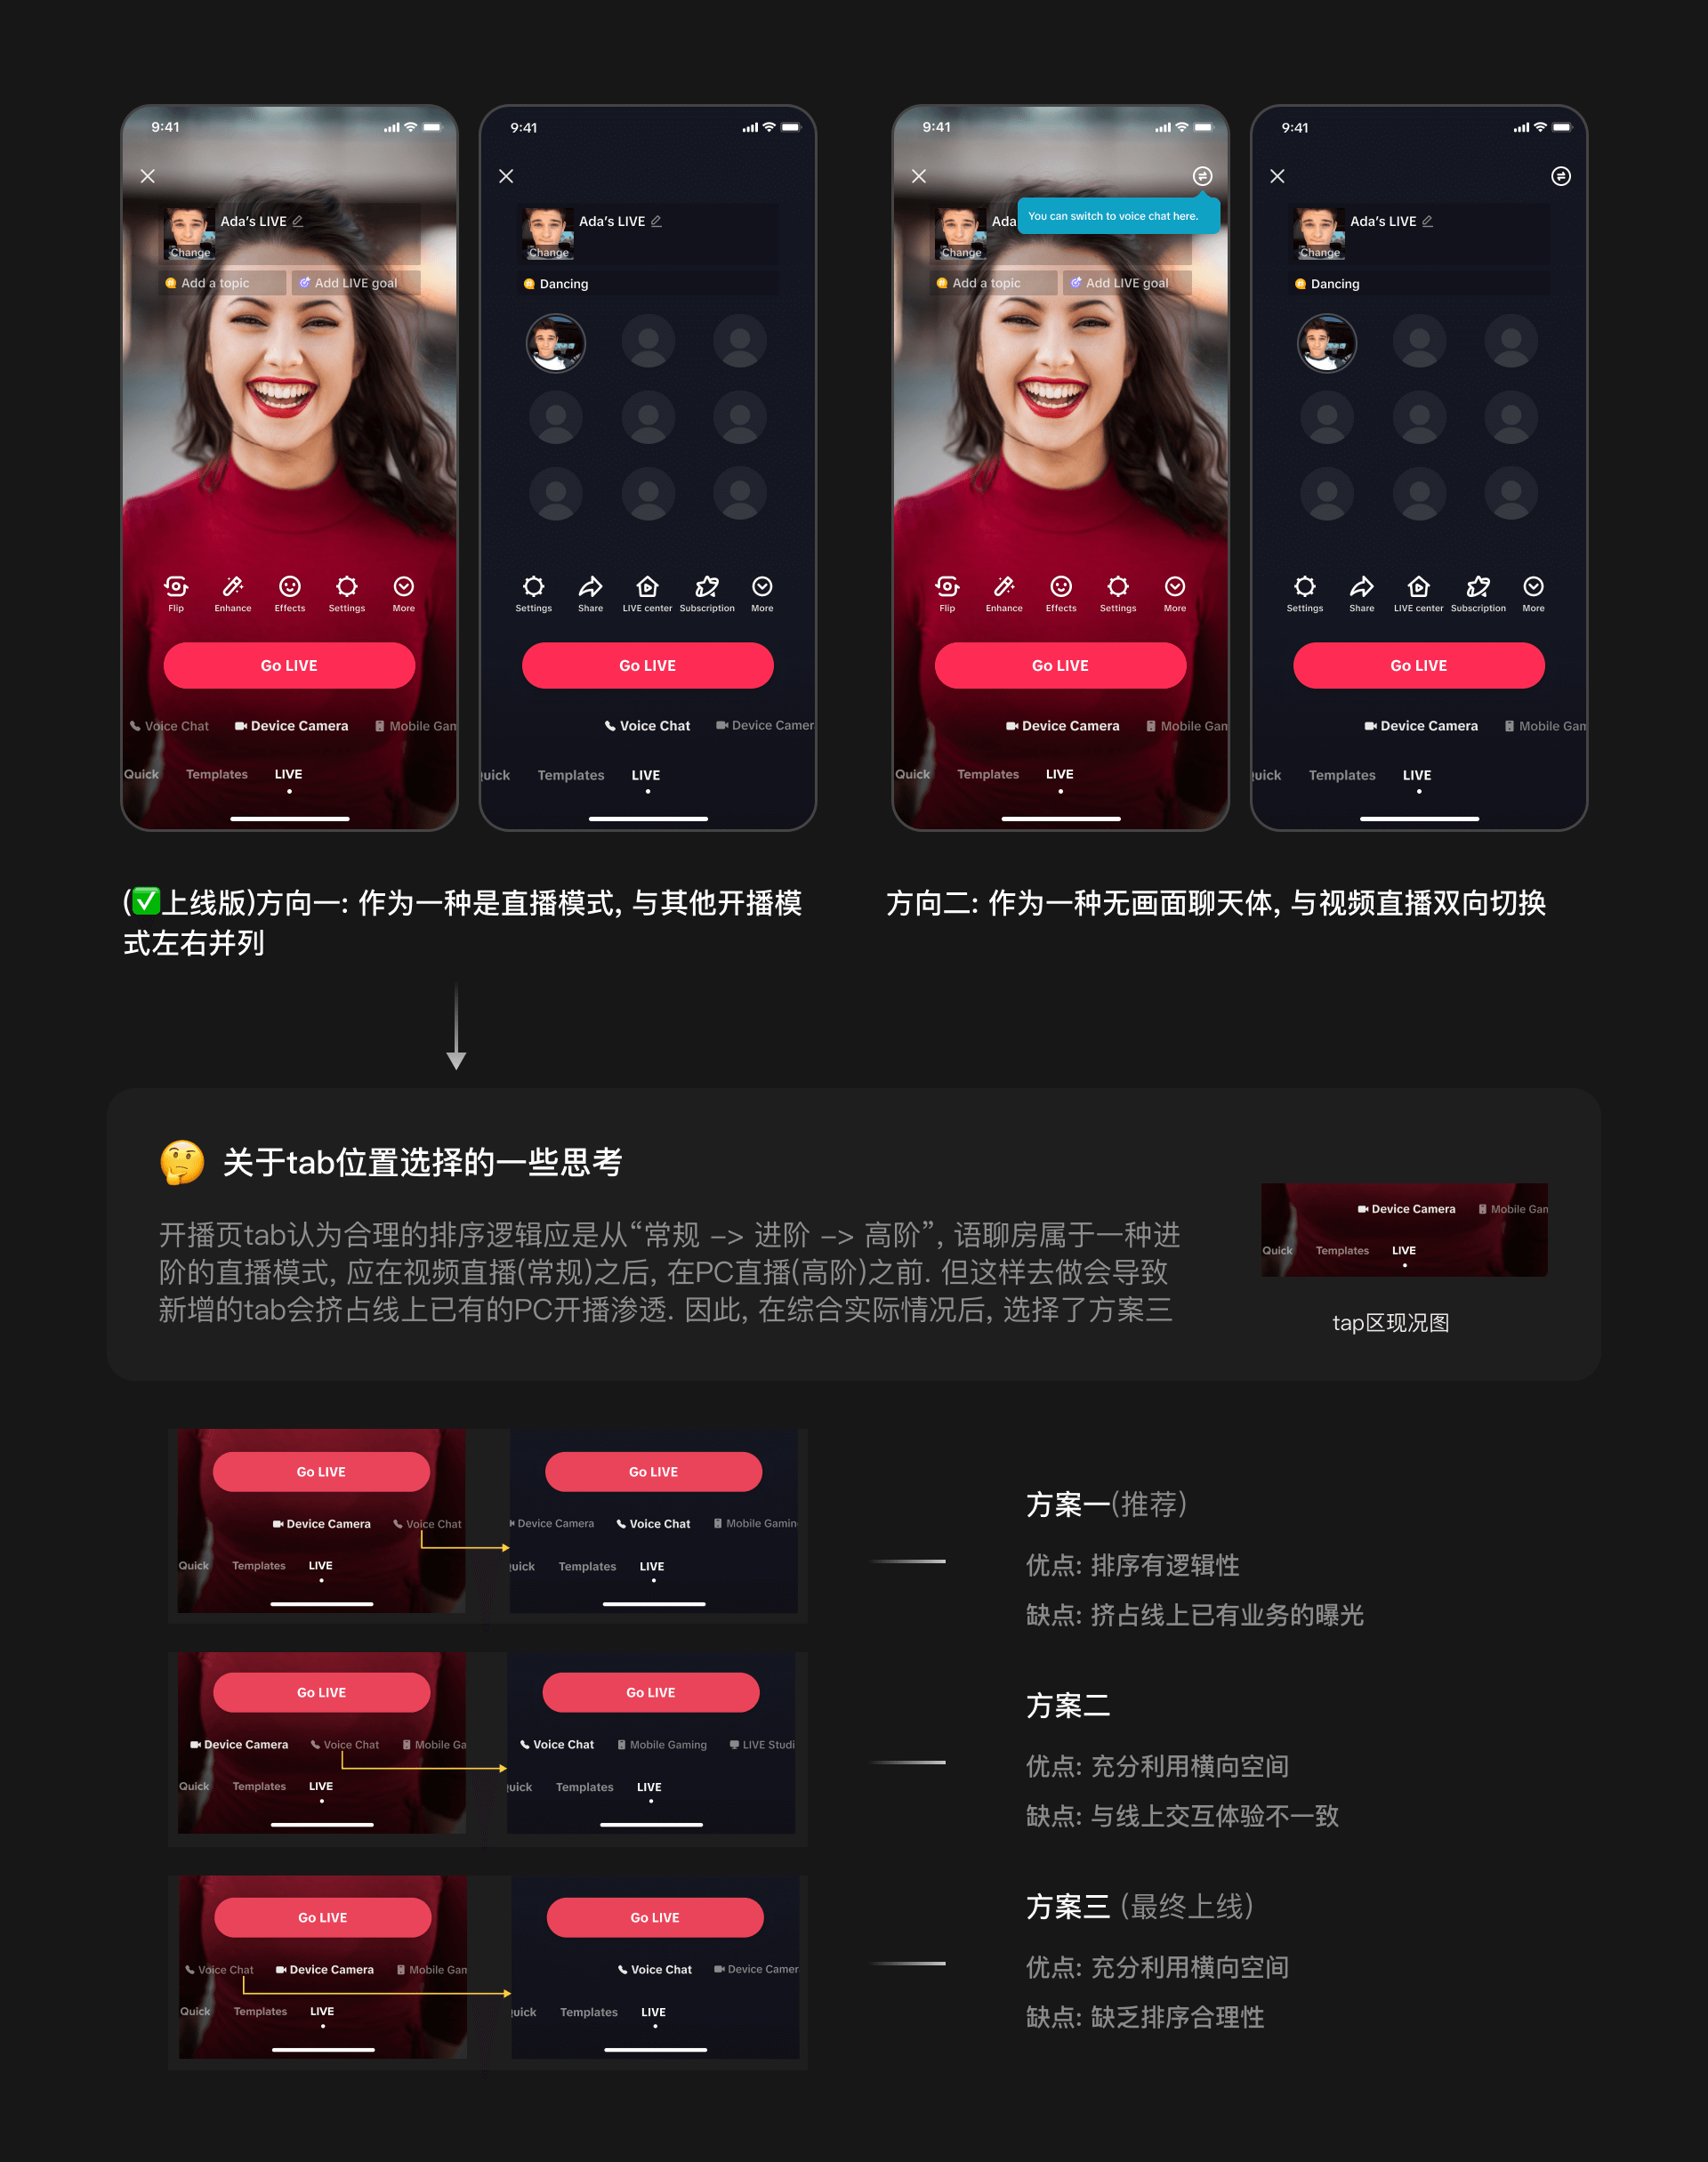 9:41
Ada's LIVE
Change
Add a topic
Add LIVE goal
Flip
Enhance
Effects
Settings
More
Go LIVE
Voice Chat
Device Camera
Mobile Gam
Quick
Templates
LIVE
9:41
Ada's LIVE
Change
Dancing
Settings
Share
LIVE center
Subscription
More
Go LIVE
Voice Chat
Device Camer
uick
Templates
LIVE
9:41
You can switch to voice chat here.
Ada
Change
Add a topic
Add LIVE goal
Flip
Enhance
Effects
Settings
More
Go LIVE
Device Camera
Mobile Gam
Quick
Templates
LIVE
9:41
Ada's LIVE
Change
Dancing
Settings
Share
LIVE center
Subscription
More
Go LIVE
Device Camera
Mobile Gam
uick
Templates
LIVE
(✅上线版)方向一: 作为一种是直播模式, 与其他开播模
式左右并列
方向二: 作为一种无画面聊天体, 与视频直播双向切换
🤔 关于tab位置选择的一些思考
开播页tab认为合理的排序逻辑应是从“常规 -> 进阶 -> 高阶”, 语聊房属于一种进
阶的直播模式, 应在视频直播(常规)之后, 在PC直播(高阶)之前. 但这样去做会导致
新增的tab会挤占线上已有的PC开播渗透. 因此, 在综合实际情况后, 选择了方案三
Device Camera
Mobile Gam
Quick
Templates
LIVE
tap区现况图
Go LIVE
Device Camera
Voice Chat
Quick
Templates
LIVE
Go LIVE
Device Camera
Voice Chat
Mobile Gamin
uick
Templates
LIVE
方案一(推荐)
优点: 排序有逻辑性
缺点: 挤占线上已有业务的曝光
Go LIVE
Device Camera
Voice Chat
Mobile Ga
Quick
Templates
LIVE
Go LIVE
Voice Chat
Mobile Gaming
LIVE Studi
uick
Templates
LIVE
方案二
优点: 充分利用横向空间
缺点: 与线上交互体验不一致
Go LIVE
Voice Chat
Device Camera
Mobile Gam
Quick
Templates
LIVE
Go LIVE
Voice Chat
Device Camer
uick
Templates
LIVE
方案三 (最终上线)
优点: 充分利用横向空间
缺点: 缺乏排序合理性